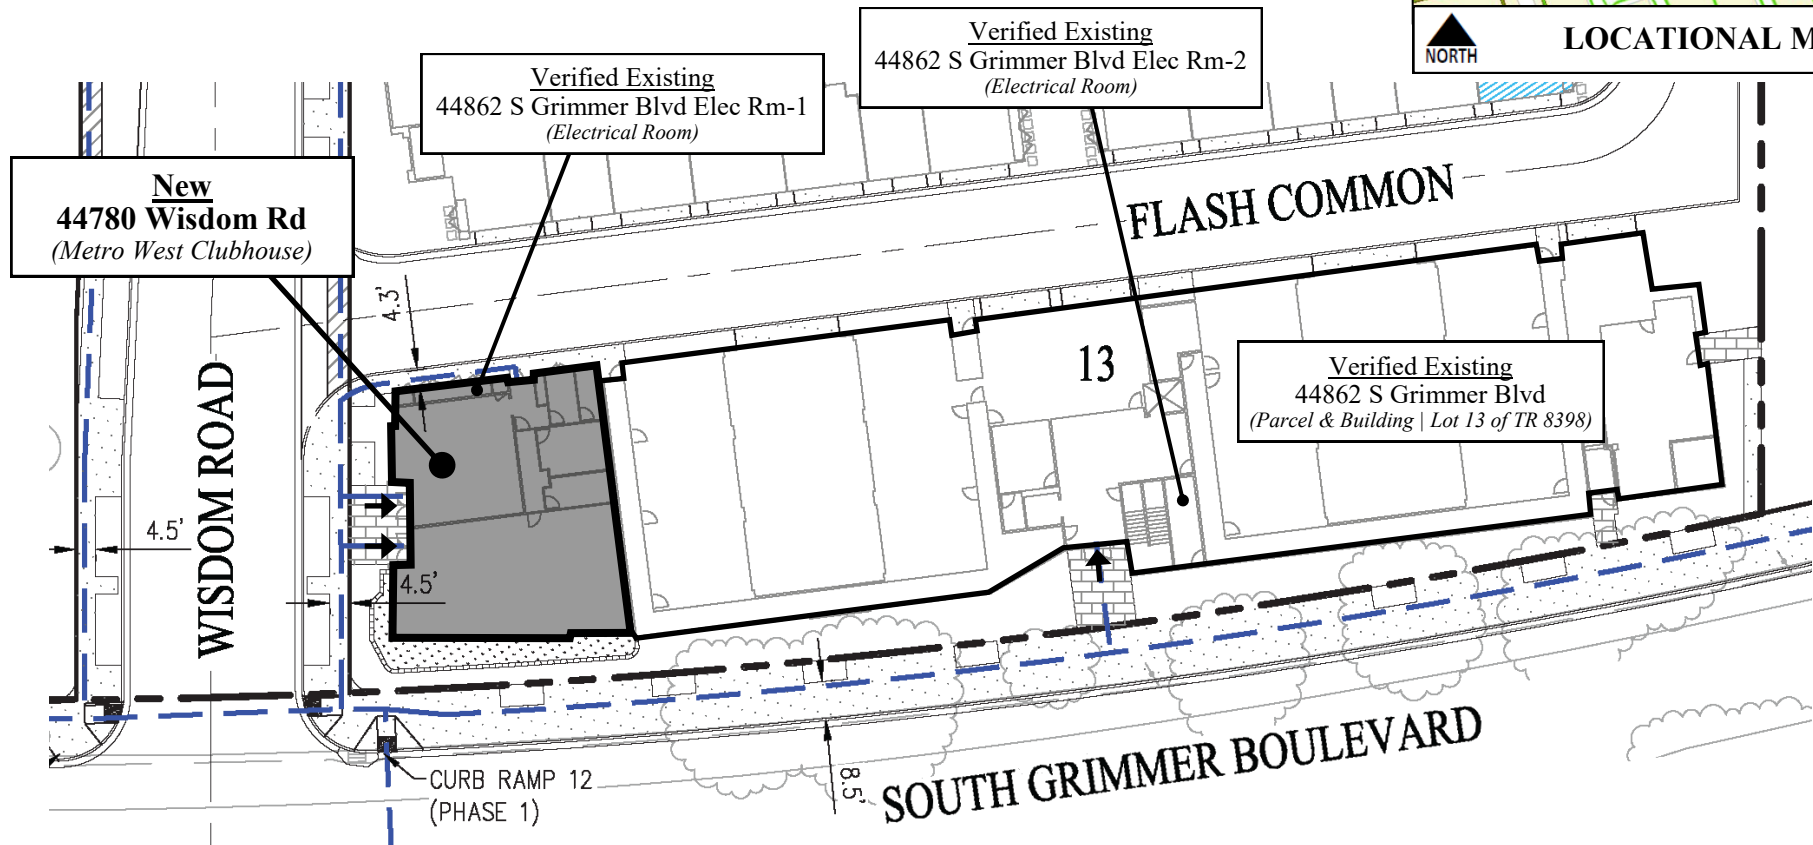 NORTH
LOCATIONAL M
Verified Existing
44862 S Grimmer Blvd Elec Rm-2
(Electrical Room)
Verified Existing
44862 S Grimmer Blvd Elec Rm-1
(Electrical Room)
New
44780 Wisdom Rd
(Metro West Clubhouse)
FLASH COMMON
4.3'
13
Verified Existing
44862 S Grimmer Blvd
(Parcel & Building | Lot 13 of TR 8398)
WISDOM ROAD
4.5'
4.5'
8.5'
SOUTH GRIMMER BOULEVARD
CURB RAMP 12
(PHASE 1)